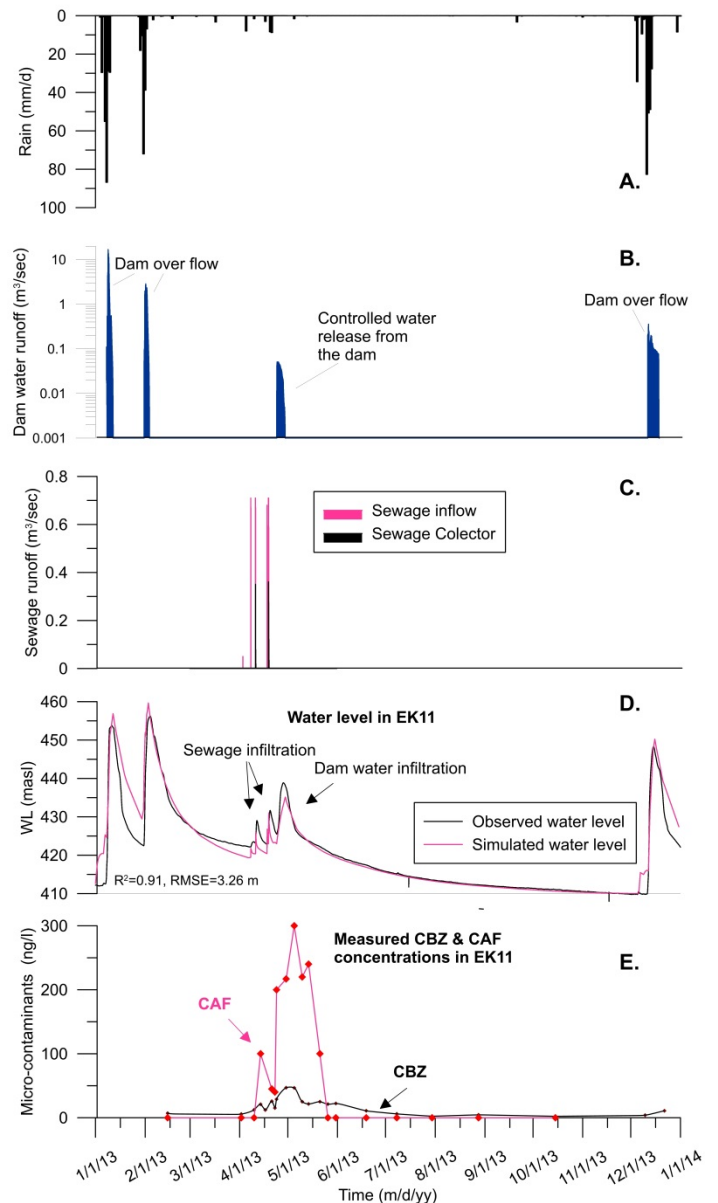 0
20
40
60
80
100
Rain (mm/d)
A.
10
1
0.1
0.01
0.001
Dam water runoff (m³/sec)
B.
Dam over flow
Controlled water
release from
the dam
Dam over flow
0.8
0.6
0.4
0.2
0
Sewage runoff (m³/sec)
C.
Sewage inflow
Sewage Colector
460
450
440
430
420
410
WL (masl)
D.
Water level in EK11
Sewage infiltration
Dam water infiltration
Observed water level
Simulated water level
R²=0.91, RMSE=3.26 m
300
250
200
150
100
50
0
Micro-contaminants (ng/l)
Measured CBZ & CAF
concentrations in EK11
E.
CAF
CBZ
1/1/13
2/1/13
3/1/13
4/1/13
5/1/13
6/1/13
7/1/13
8/1/13
9/1/13
10/1/13
11/1/13
12/1/13
1/1/14
Time (m/d/yy)